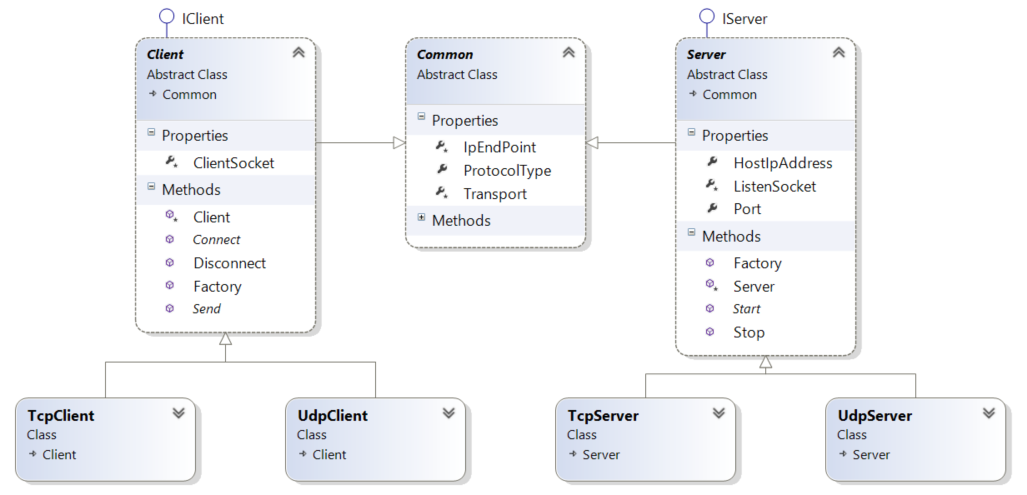 IClient
Client
Abstract Class
Common
Properties
ClientSocket
Methods
Client
Connect
Disconnect
Factory
Send
Common
Abstract Class
Properties
IpEndPoint
ProtocolType
Transport
Methods
IServer
Server
Abstract Class
Common
Properties
HostIpAddress
ListenSocket
Port
Methods
Factory
Server
Start
Stop
TcpClient
Class
Client
UdpClient
Class
Client
TcpServer
Class
Server
UdpServer
Class
Server